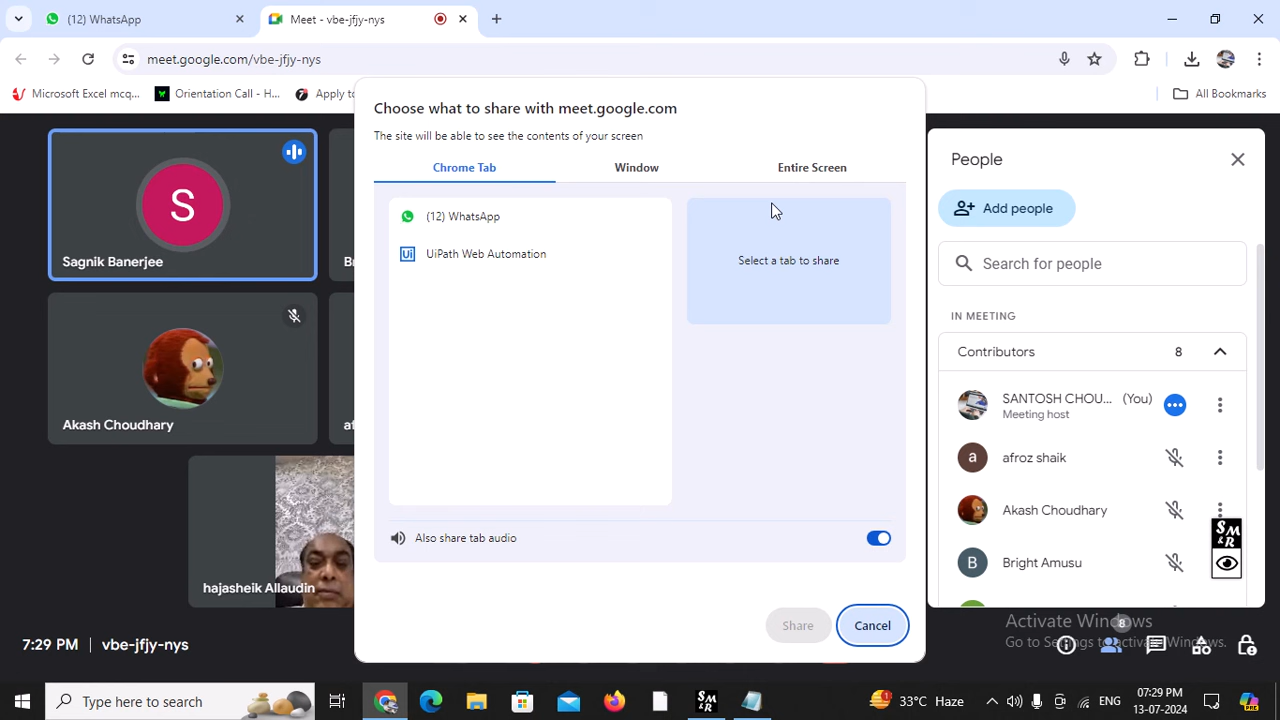 (12) WhatsApp
Meet - vbe-jfjy-nys
meet.google.com/vbe-jfjy-nys
Microsoft Excel mcq...
Orientation Call - H...
Apply to
All Bookmarks
Choose what to share with meet.google.com
The site will be able to see the contents of your screen
Chrome Tab
Window
Entire Screen
(12) WhatsApp
UiPath Web Automation
Select a tab to share
Also share tab audio
Share
Cancel
S
Sagnik Banerjee
Br
Akash Choudhary
af
hajasheik Allaudin
People
Add people
Search for people
IN MEETING
Contributors 8
SANTOSH CHOU... (You)
Meeting host
a afroz shaik
Akash Choudhary
B Bright Amusu
S M & R
Activate Windows
Go to Settings to activate Windows.
8
7:29 PM | vbe-jfjy-nys
Type here to search
S M & R
1
33°C Haze
ENG
07:29 PM
13-07-2024